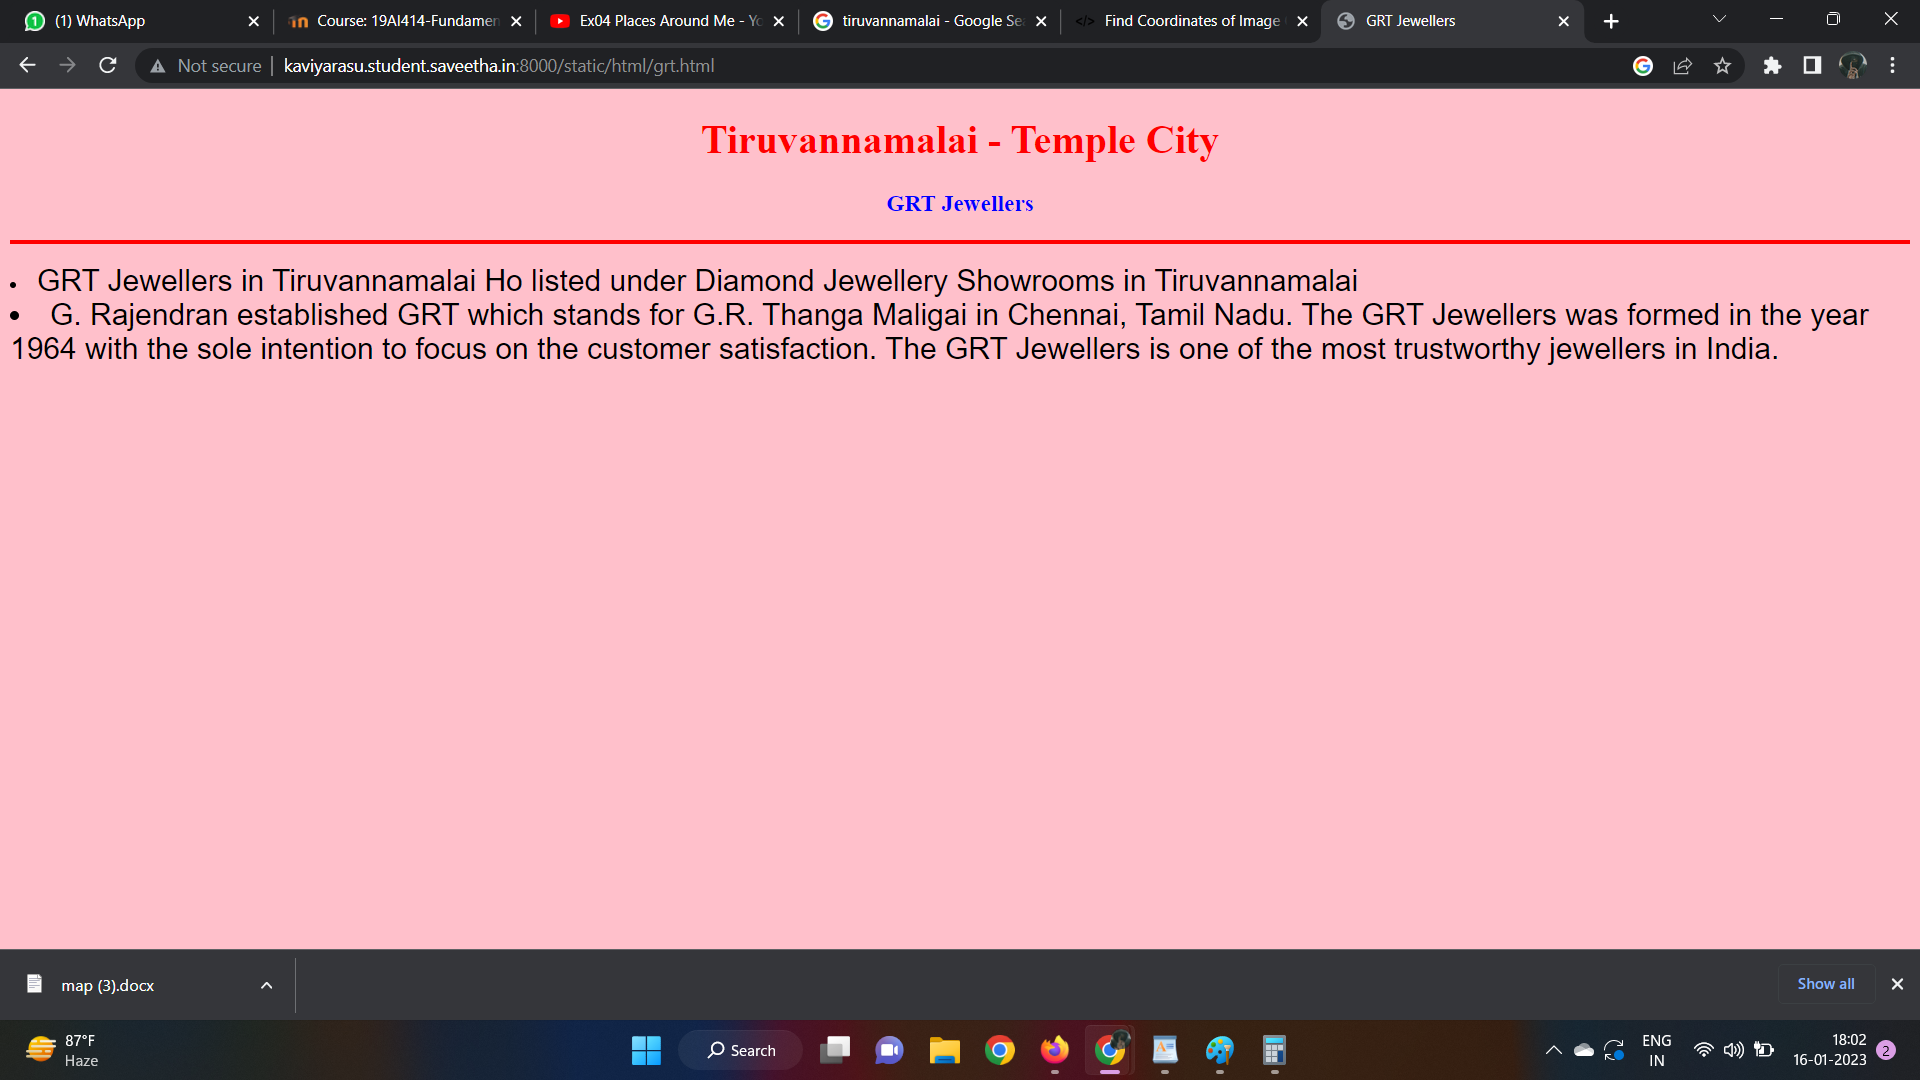 (1) WhatsApp
Course: 19AI414-Fundamen
Ex04 Places Around Me - Yo
tiruvannamalai - Google Se
Find Coordinates of Image
GRT Jewellers
Not secure
kaviyarasu.student.saveetha.in:8000/static/html/grt.html
Tiruvannamalai - Temple City
GRT Jewellers
• GRT Jewellers in Tiruvannamalai Ho listed under Diamond Jewellery Showrooms in Tiruvannamalai
• G. Rajendran established GRT which stands for G.R. Thanga Maligai in Chennai, Tamil Nadu. The GRT Jewellers was formed in the year
1964 with the sole intention to focus on the customer satisfaction. The GRT Jewellers is one of the most trustworthy jewellers in India.
map (3).docx
Show all
87°F
Haze
Search
ENG
IN
18:02
16-01-2023
2